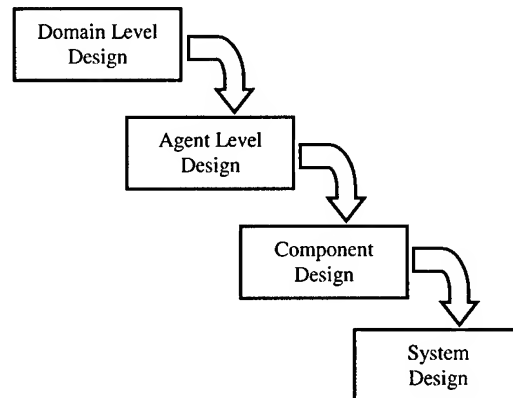 Domain Level
Design
Agent Level
Design
Component
Design
System
Design